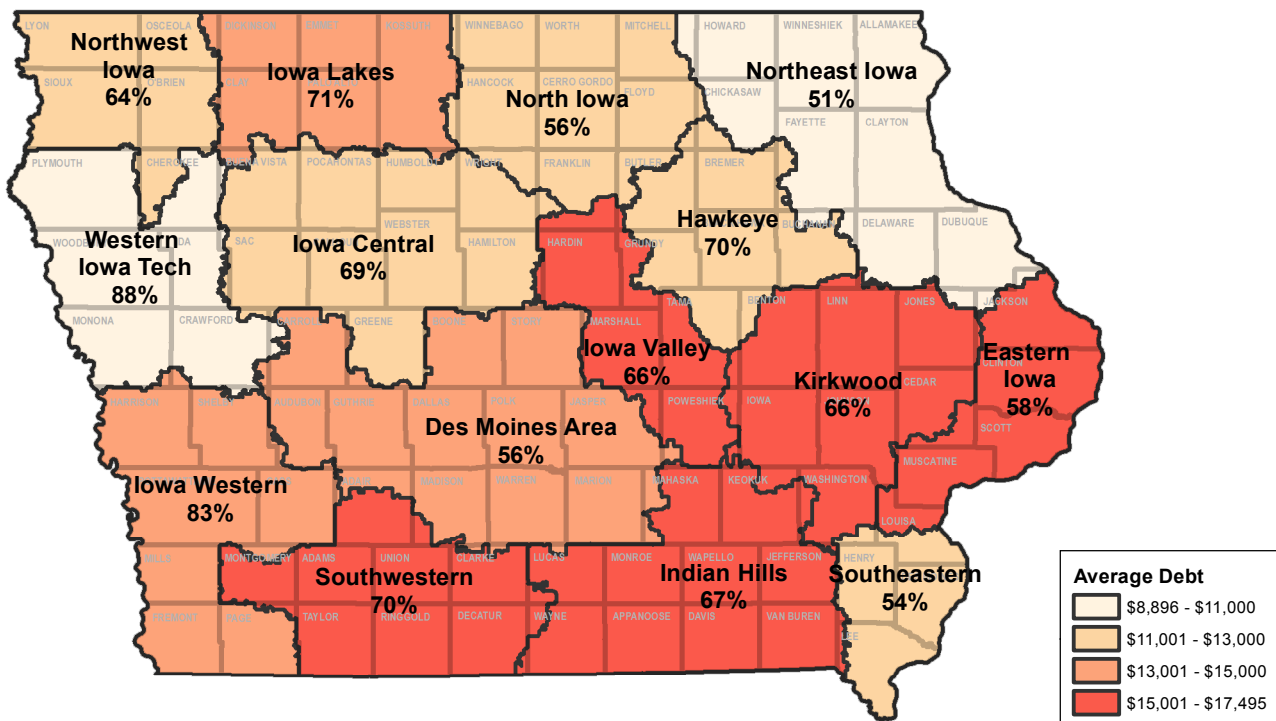 LYON
OSCEOLA
DICKINSON
EMMET
KOSSUTH
WINNEBAGO
WORTH
MITCHELL
HOWARD
WINNESHIEK
ALLAMAKEE
Northwest
Iowa
64%
SIOUX
O'BRIEN
CLAY
Iowa Lakes
71%
HANCOCK
CERRO GORDO
FLOYD
CHICKASAW
North Iowa
56%
Northeast Iowa
51%
FAYETTE
CLAYTON
PLYMOUTH
CHEROKEE
BUENA VISTA
POCAHONTAS
HUMBOLDT
WRIGHT
FRANKLIN
BUTLER
BREMER
Western
Iowa Tech
88%
SAC
WEBSTER
HAMILTON
Iowa Central
69%
HARDIN
GRUNDY
Hawkeye
70%
BUCHANAN
DELAWARE
DUBUQUE
MONONA
CRAWFORD
CARROLL
GREENE
BOONE
STORY
MARSHALL
TAMA
BENTON
LINN
JONES
JACKSON
Iowa Valley
66%
Kirkwood
66%
CEDAR
CLINTON
Eastern
Iowa
58%
HARRISON
SHELBY
AUDUBON
GUTHRIE
DALLAS
POLK
JASPER
POWESHIEK
IOWA
SCOTT
MUSCATINE
Des Moines Area
56%
Iowa Western
83%
ADAIR
MADISON
WARREN
MARION
MAHASKA
KEOKUK
WASHINGTON
LOUISA
MILLS
MONTGOMERY
ADAMS
UNION
CLARKE
LUCAS
MONROE
WAPELLO
JEFFERSON
HENRY
Southwestern
70%
Indian Hills
67%
Southeastern
54%
FREMONT
PAGE
TAYLOR
RINGGOLD
DECATUR
WAYNE
APPANOOSE
DAVIS
VAN BUREN
LEE
Average Debt
$8,896 - $11,000
$11,001 - $13,000
$13,001 - $15,000
$15,001 - $17,495